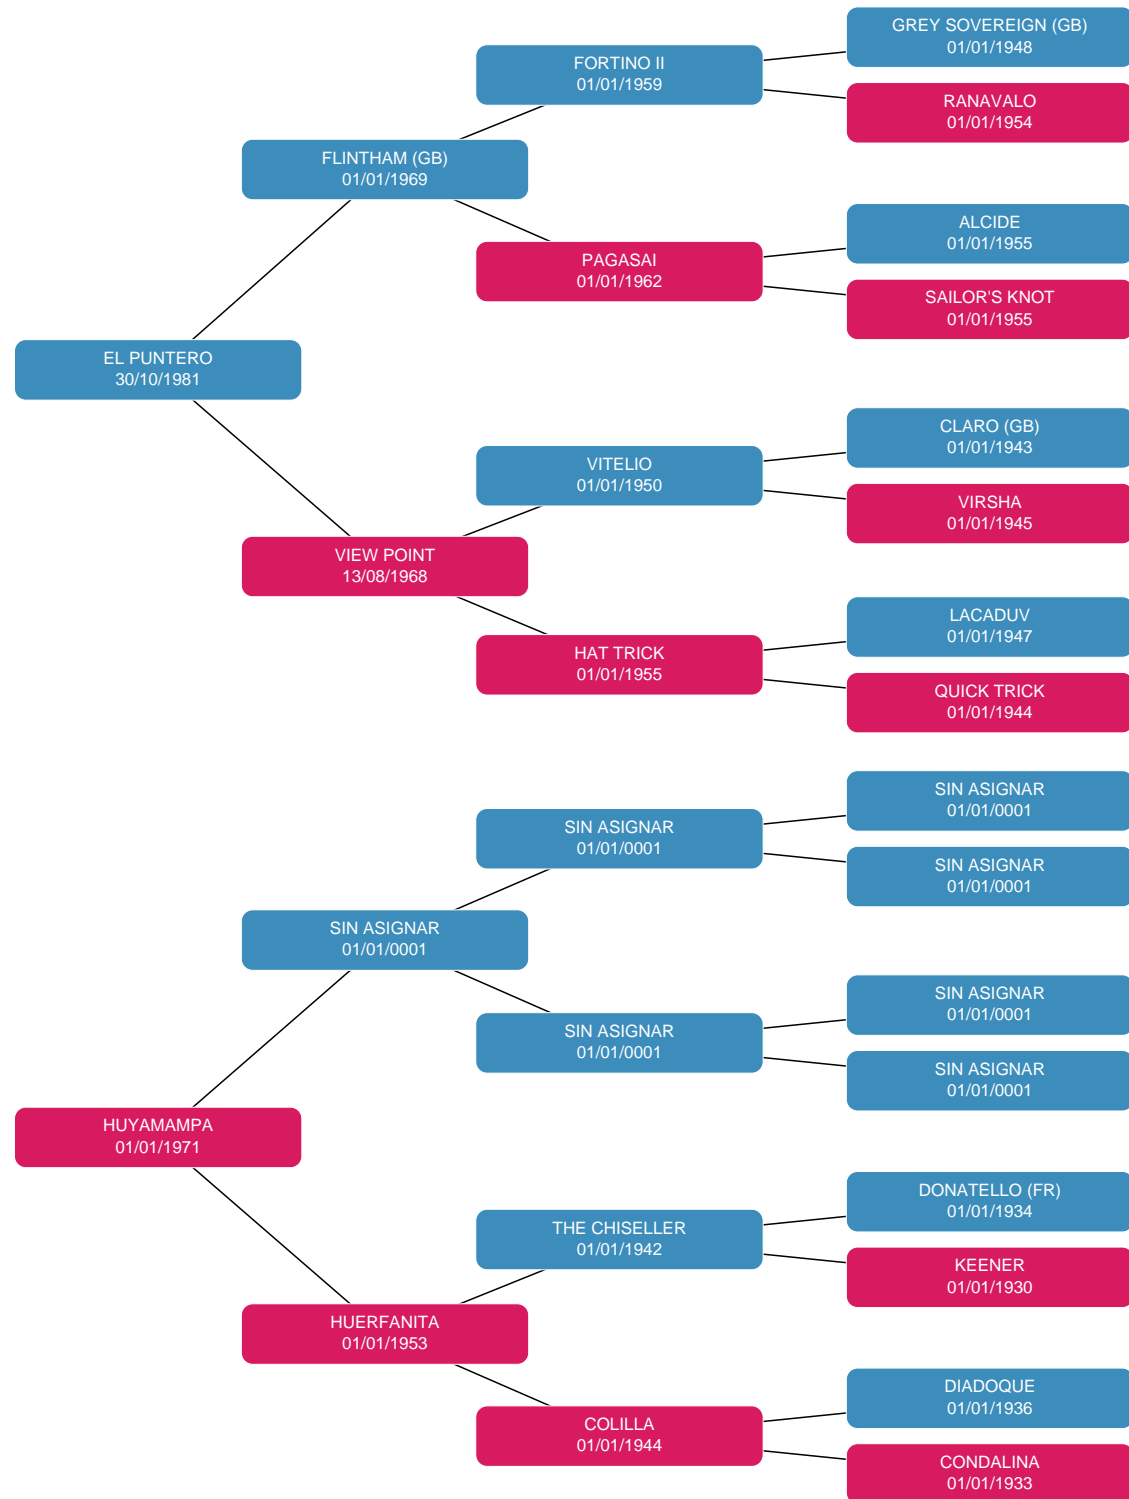 GREY SOVEREIGN (GB)
01/01/1948
FORTINO II
01/01/1959
RANAVALO
01/01/1954
FLINTHAM (GB)
01/01/1969
ALCIDE
01/01/1955
PAGASAI
01/01/1962
SAILOR'S KNOT
01/01/1955
EL PUNTERO
30/10/1981
CLARO (GB)
01/01/1943
VITELIO
01/01/1950
VIRSHA
01/01/1945
VIEW POINT
13/08/1968
LACADUV
01/01/1947
HAT TRICK
01/01/1955
QUICK TRICK
01/01/1944
SIN ASIGNAR
01/01/0001
SIN ASIGNAR
01/01/0001
SIN ASIGNAR
01/01/0001
SIN ASIGNAR
01/01/0001
SIN ASIGNAR
01/01/0001
SIN ASIGNAR
01/01/0001
SIN ASIGNAR
01/01/0001
HUYAMAMPA
01/01/1971
DONATELLO (FR)
01/01/1934
THE CHISELLER
01/01/1942
KEENER
01/01/1930
HUERFANITA
01/01/1953
DIADOQUE
01/01/1936
COLILLA
01/01/1944
CONDALINA
01/01/1933